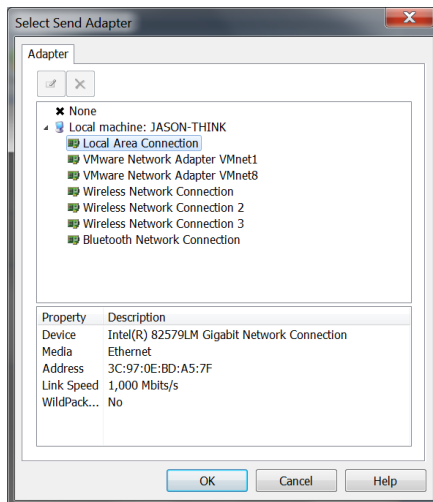 Select Send Adapter
Adapter
None
Local machine: JASON-THINK
Local Area Connection
VMware Network Adapter VMnet1
VMware Network Adapter VMnet8
Wireless Network Connection
Wireless Network Connection 2
Wireless Network Connection 3
Bluetooth Network Connection
Property Description
Device Intel(R) 82579LM Gigabit Network Connection
Media Ethernet
Address 3C:97:0E:BD:A5:7F
Link Speed 1,000 Mbits/s
WildPack... No
OK Cancel Help